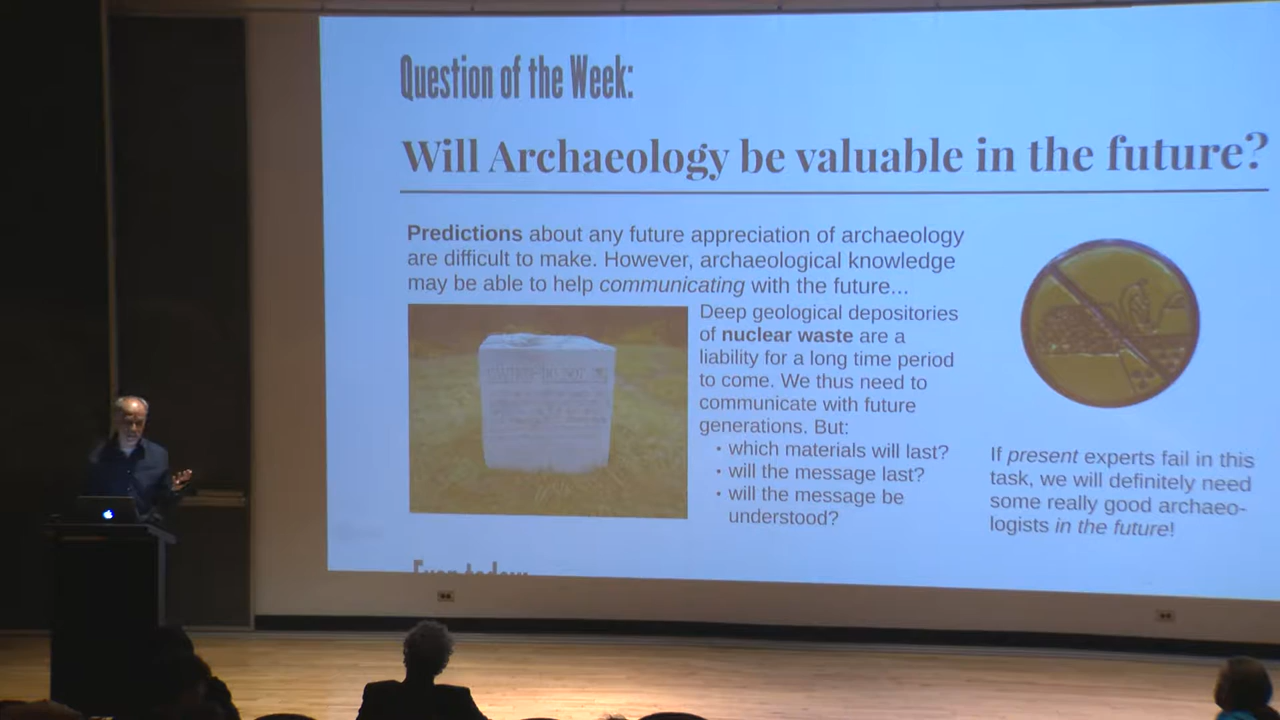 Question of the Week:
Will Archaeology be valuable in the future?
Predictions about any future appreciation of archaeology
are difficult to make. However, archaeological knowledge
may be able to help communicating with the future...
Deep geological depositories
of nuclear waste are a
liability for a long time period
to come. We thus need to
communicate with future
generations. But:
• which materials will last?
• will the message last?
• will the message be
understood?
If present experts fail in this
task, we will definitely need
some really good archaeo-
logists in the future!
Even today